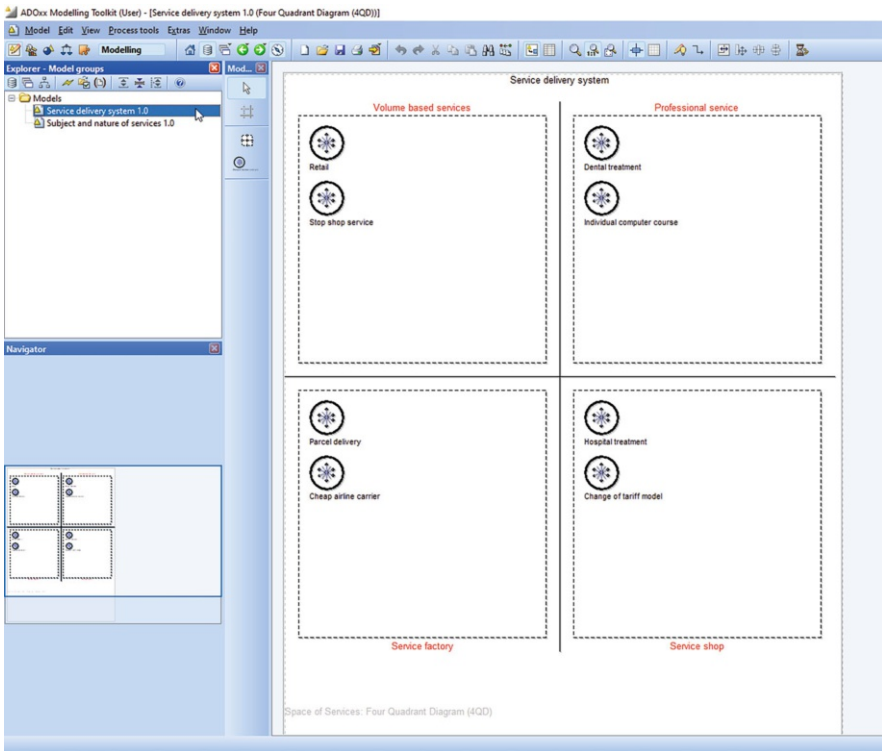 ADOxx Modelling Toolkit (User) - [Service delivery system 1.0 (Four Quadrant Diagram (4QD))]
Model Edit View Process tools Extras Window Help
Modelling
Explorer - Model groups
Mod...
Models
Service delivery system 1.0
Subject and nature of services 1.0
Navigator
Service delivery system
Volume based services
Professional service
Retail
Dental treatment
Stop shop service
Individual computer course
Parcel delivery
Hospital treatment
Cheap airline carrier
Change of tariff model
Service factory
Service shop
Space of Services: Four Quadrant Diagram (4QD)